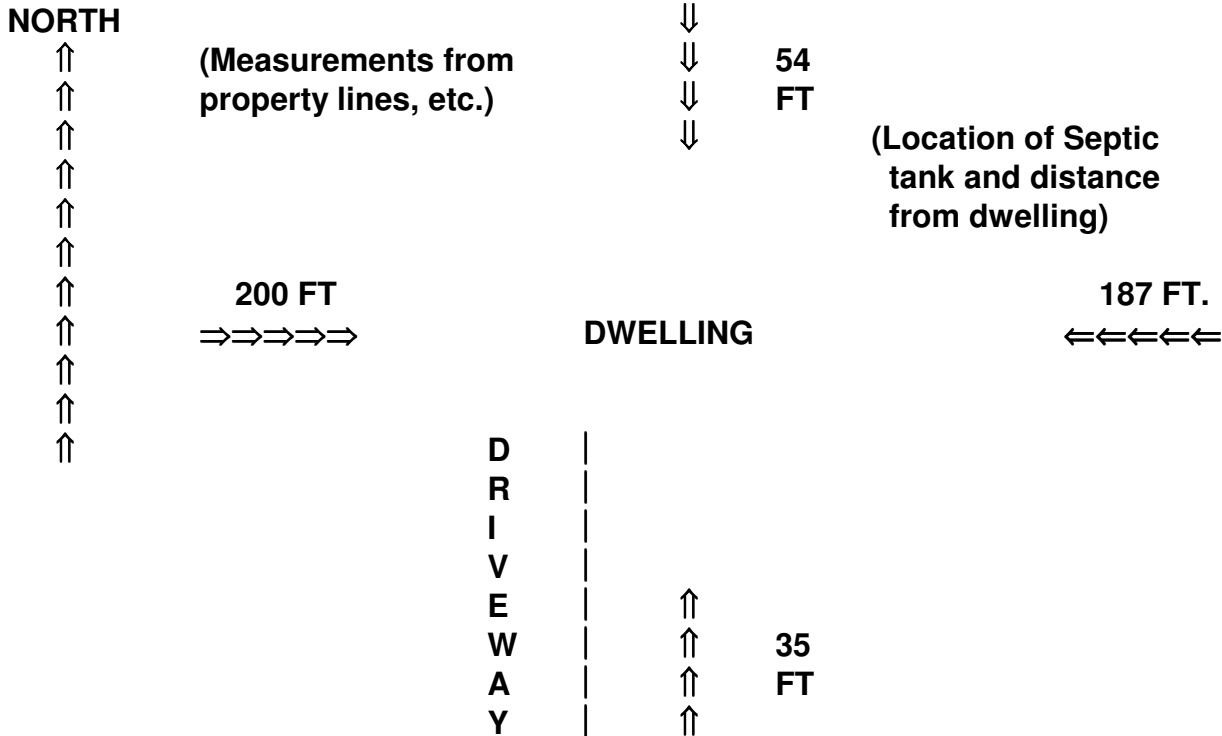 NORTH ⇓
⇑ (Measurements from ⇓ 54
⇑ property lines, etc.) ⇓ FT
⇑ ⇓ (Location of Septic
⇑ tank and distance
⇑ from dwelling)
⇑
⇑ 200 FT 187 FT.
⇑ ⇒⇒⇒⇒⇒ DWELLING ⇐⇐⇐⇐⇐
⇑
⇑
⇑ D |
R |
I |
V |
E | ⇑
W | ⇑ 35
A | ⇑ FT
Y | ⇑